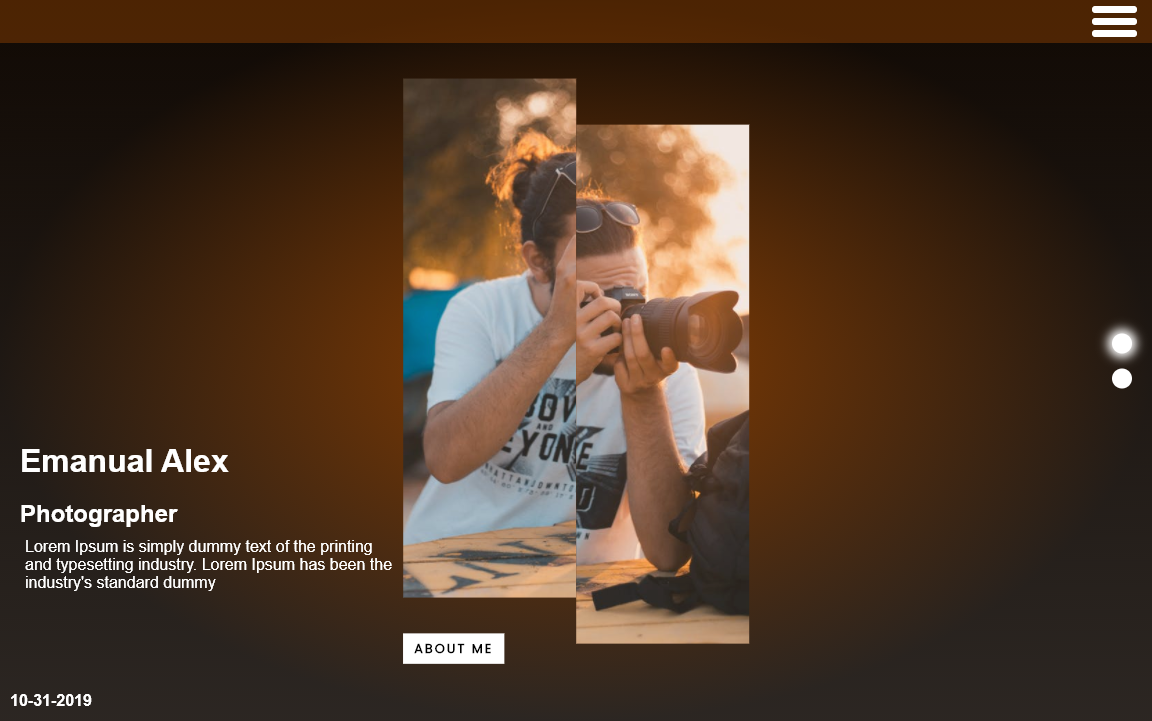 Emanual Alex
Photographer
Lorem Ipsum is simply dummy text of the printing
and typesetting industry. Lorem Ipsum has been the
industry's standard dummy
ABOUT ME
10-31-2019